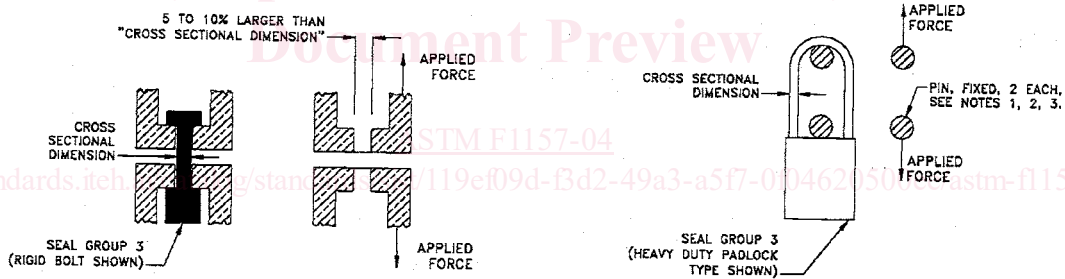 5 TO 10% LARGER THAN
"CROSS SECTIONAL DIMENSION"
Document Preview
APPLIED
FORCE
CROSS
SECTIONAL
DIMENSION
SEAL GROUP 3
(RIGID BOLT SHOWN)
APPLIED
FORCE
ASTM F1157-04
APPLIED
FORCE
CROSS SECTIONAL
DIMENSION
PIN, FIXED, 2 EACH,
SEE NOTES 1, 2, 3.
APPLIED
FORCE
SEAL GROUP 3
(HEAVY DUTY PADLOCK
TYPE SHOWN)